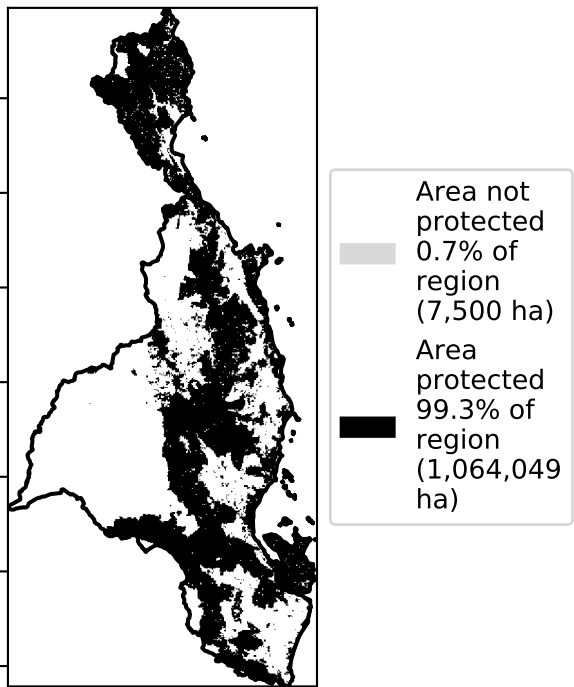 Area not
protected
0.7% of
region
(7,500 ha)
Area
protected
99.3% of
region
(1,064,049
ha)